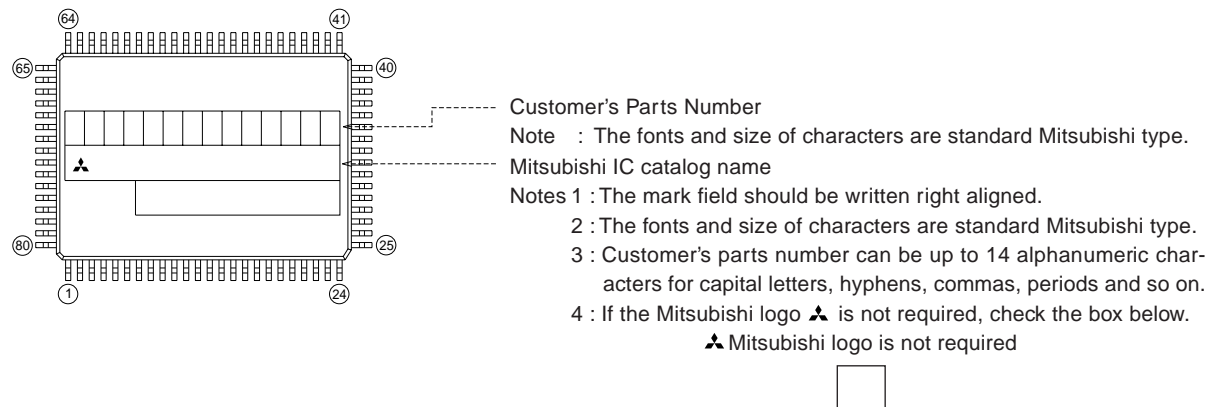 64
41
65
40
80
25
1
24
Customer's Parts Number
Note : The fonts and size of characters are standard Mitsubishi type.
Mitsubishi IC catalog name
Notes 1 : The mark field should be written right aligned.
2 : The fonts and size of characters are standard Mitsubishi type.
3 : Customer's parts number can be up to 14 alphanumeric char-
acters for capital letters, hyphens, commas, periods and so on.
4 : If the Mitsubishi logo is not required, check the box below.
Mitsubishi logo is not required